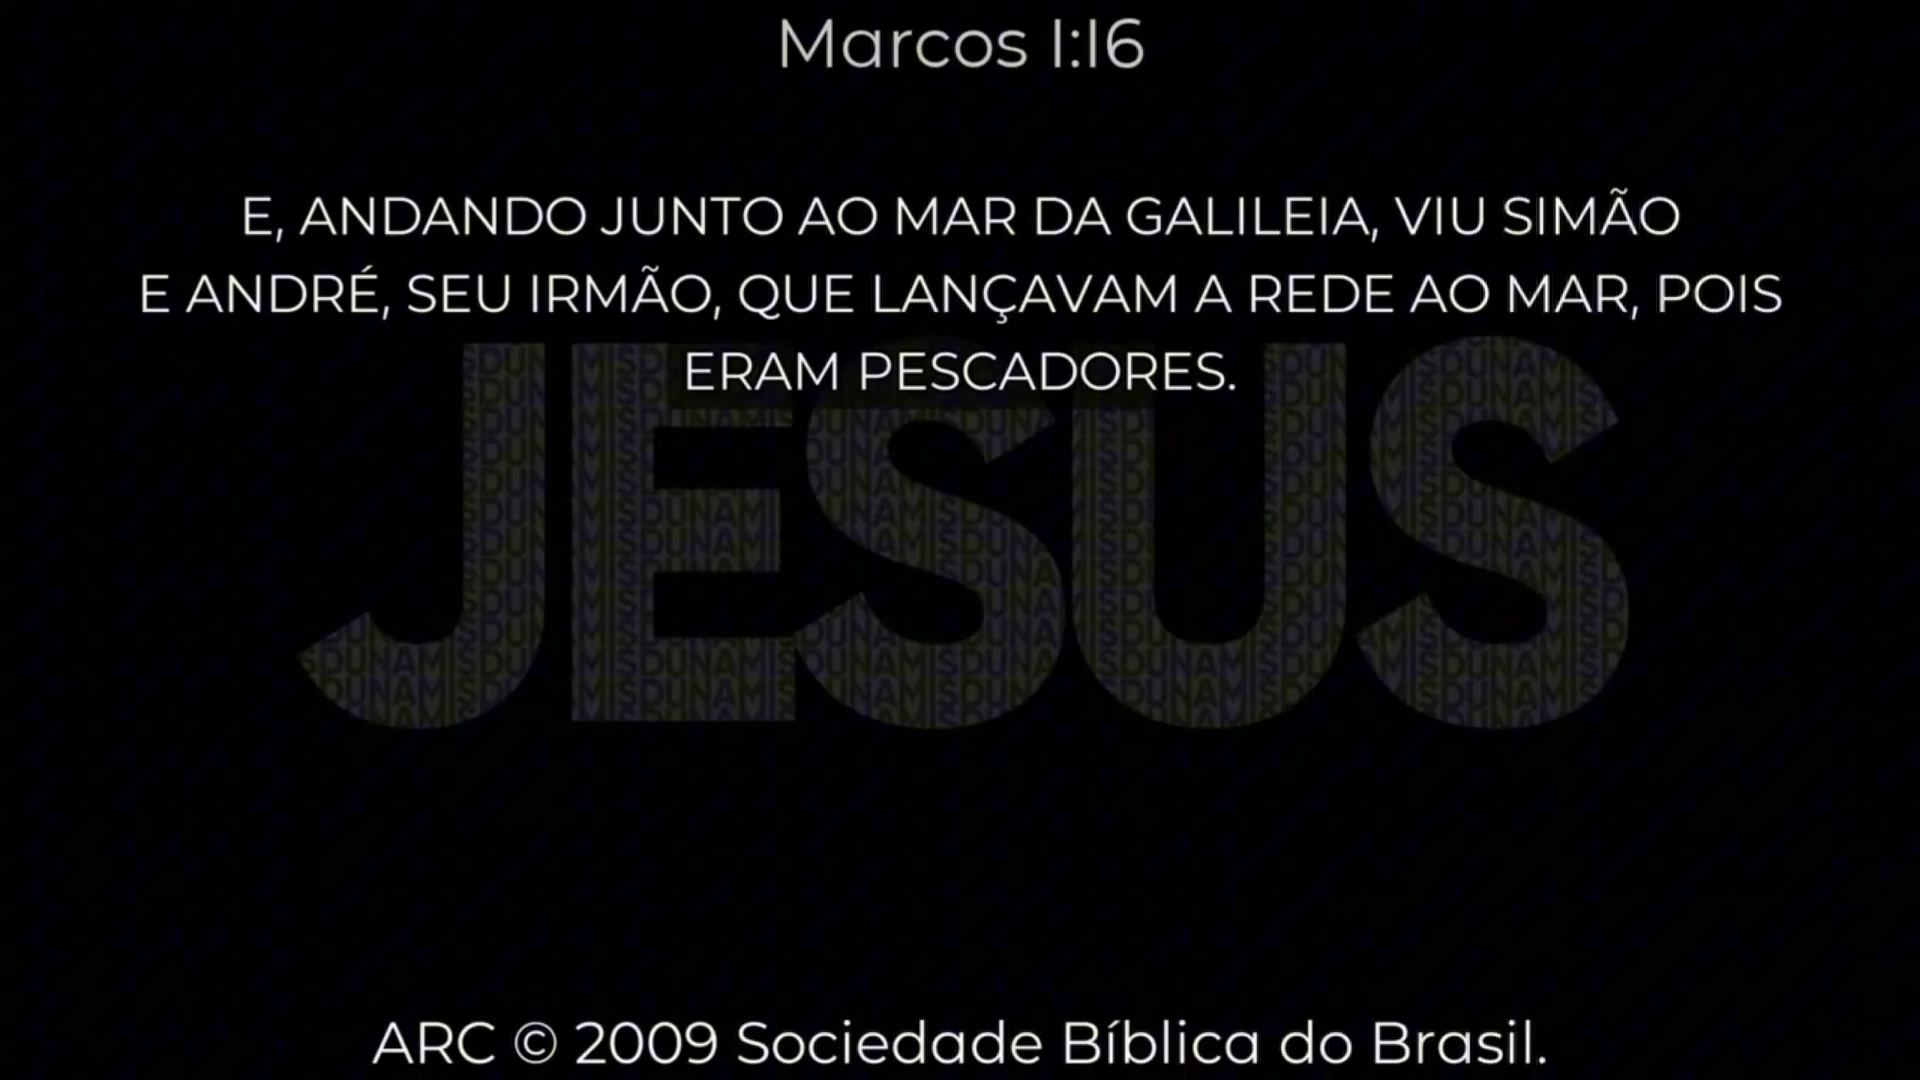 Marcos 1:16
E, ANDANDO JUNTO AO MAR DA GALILEIA, VIU SIMÃO
E ANDRÉ, SEU IRMÃO, QUE LANÇAVAM A REDE AO MAR, POIS
ERAM PESCADORES.
JESUS
ARC © 2009 Sociedade Bíblica do Brasil.